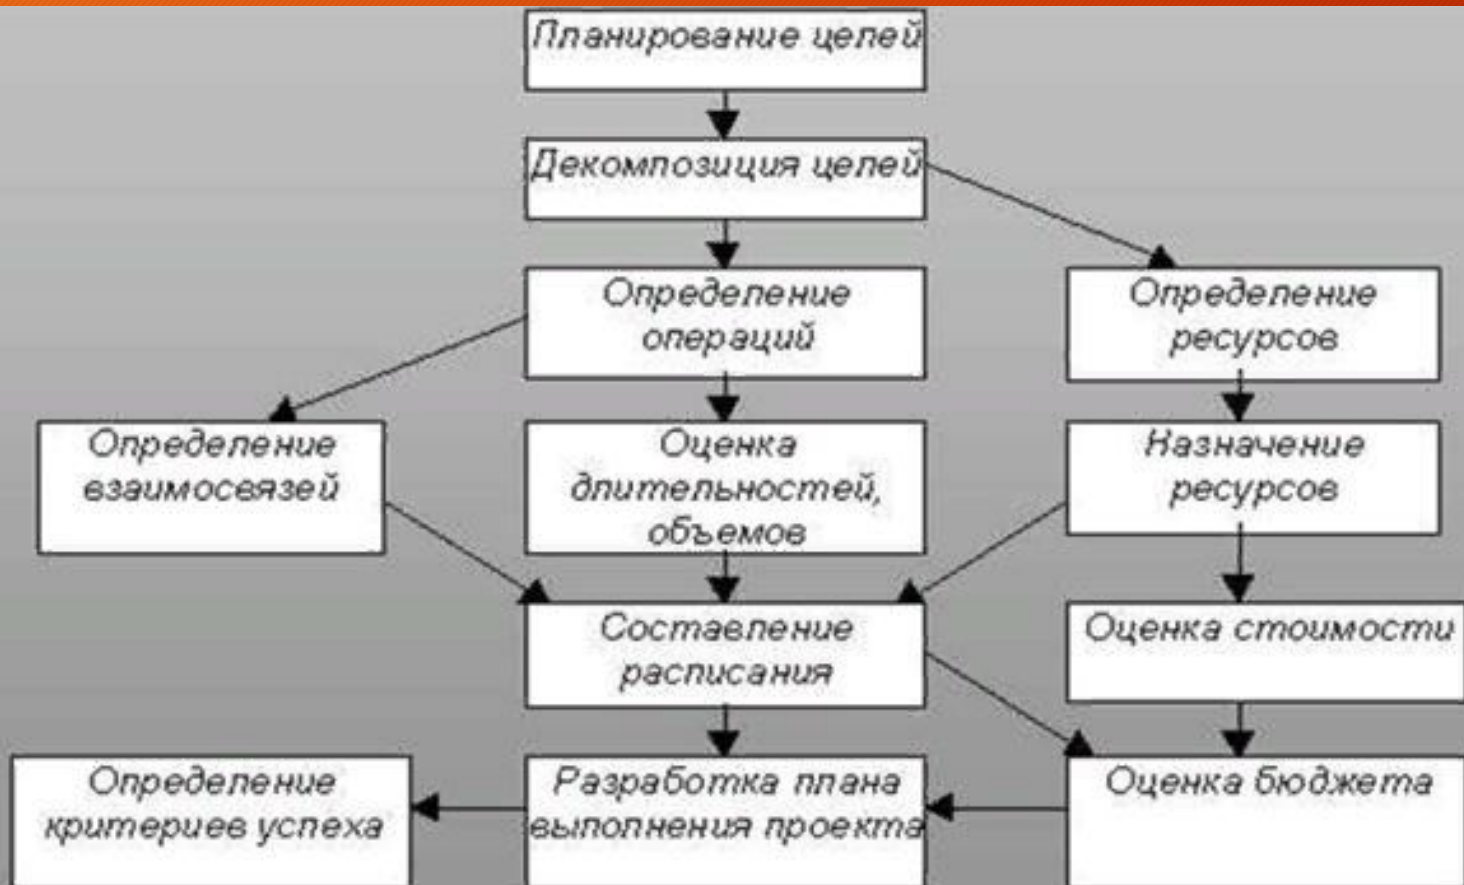 Планирование целей
Декомпозиция целей
Определение
операций
Определение
ресурсов
Определение
взаимосвязей
Оценка
длительностей,
объемов
Назначение
ресурсов
Составление
расписания
Оценка стоимости
Определение
критериев успеха
Разработка плана
выполнения проекта
Оценка бюджета